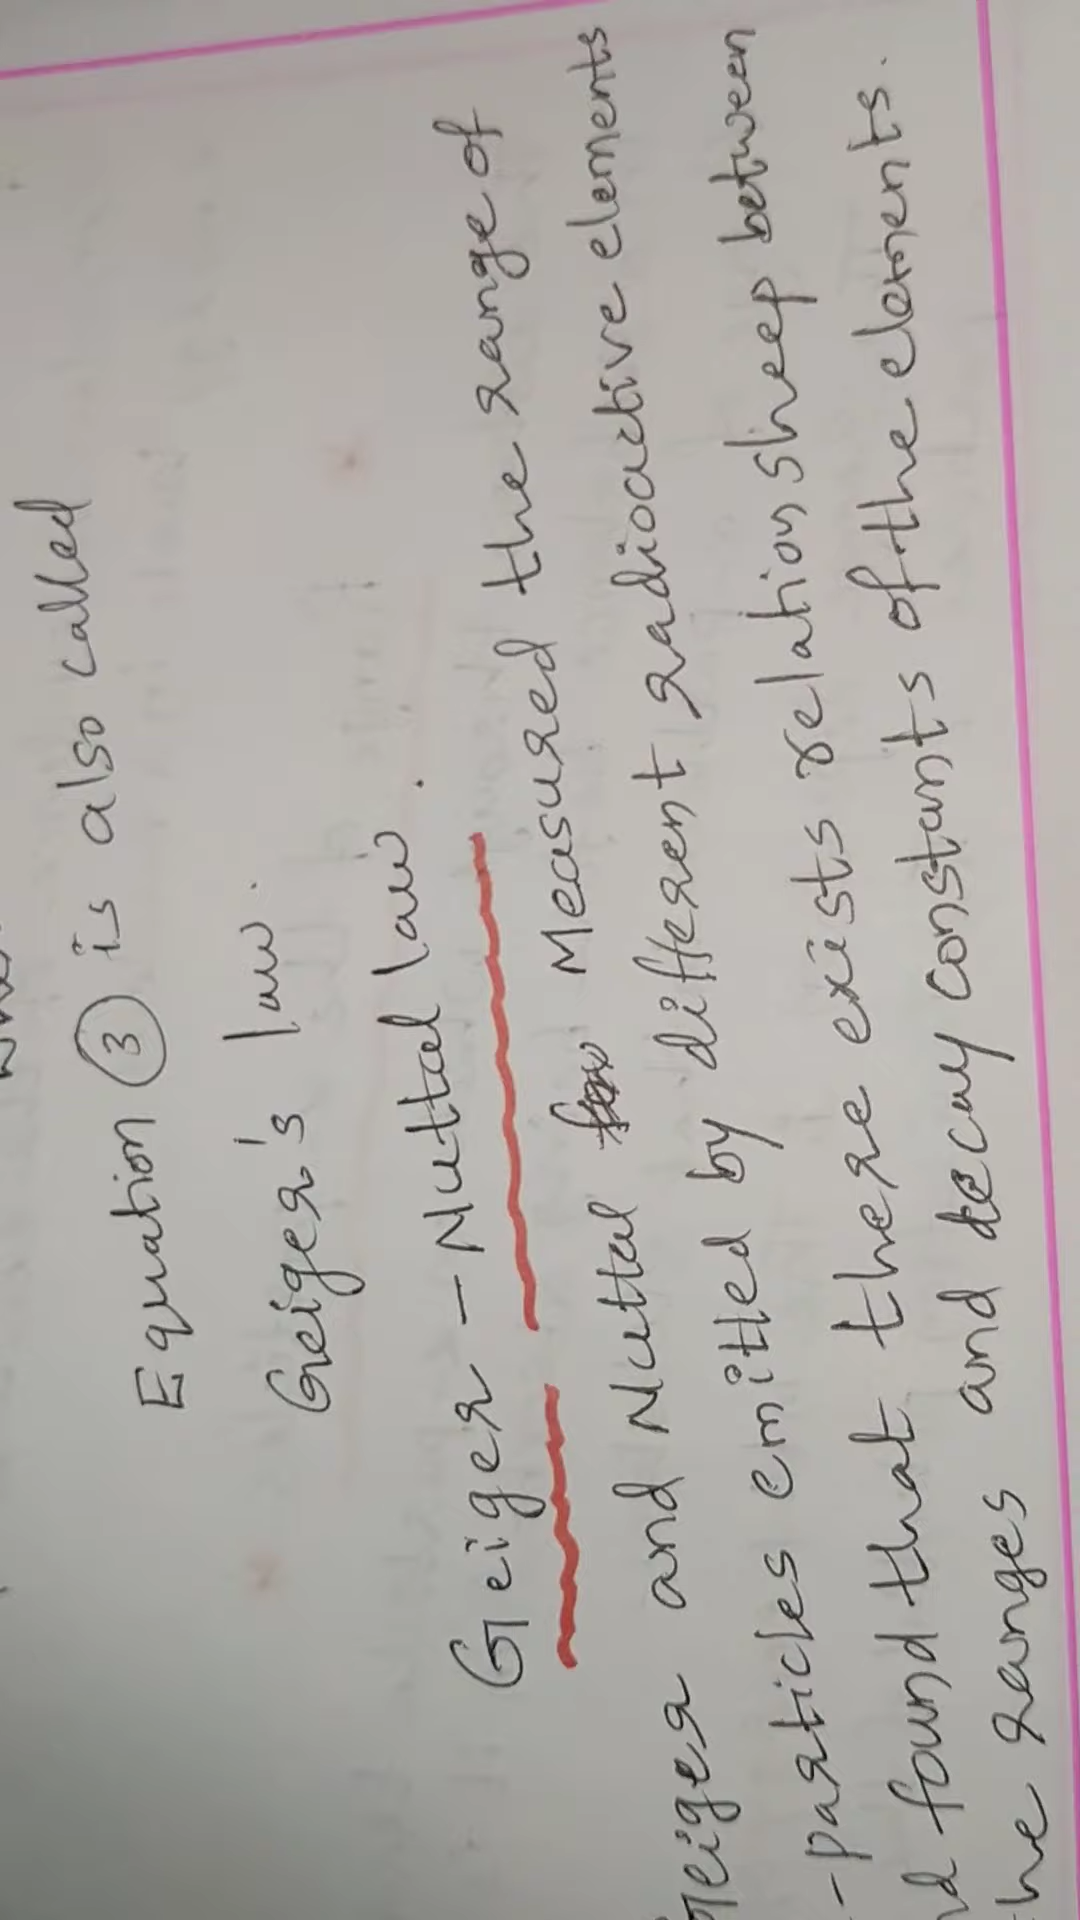 Equation ③ is also called
Geiger's law.
Geiger-Nuttal law.
Geiger and Nuttal Measured the range of
-particles emitted by different radioactive elements
found that there exists relationsheep between
he ranges and decay constants of the elements.